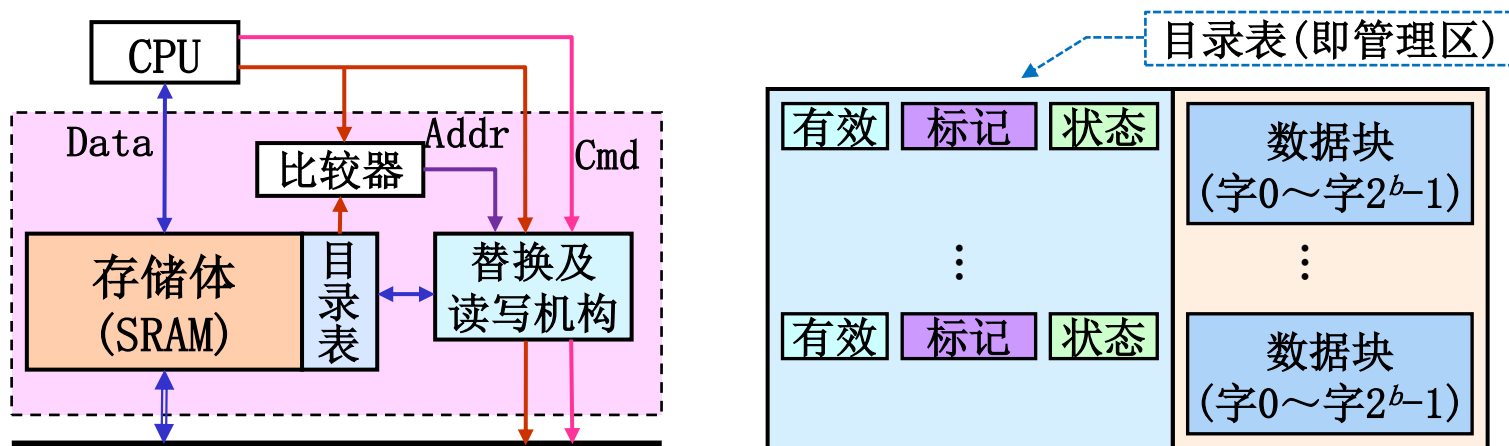 CPU
Data
Addr
Cmd
比较器
存储体
(SRAM)
目
录
表
替换及
读写机构
目录表(即管理区)
有效 标记 状态
数据块
(字0～字2ᵇ-1)
⋮ ⋮
有效 标记 状态
数据块
(字0～字2ᵇ-1)